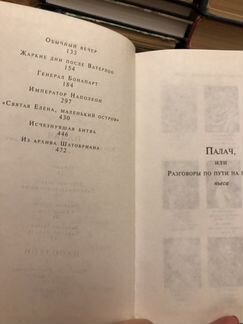 Обычный вечер
133
Жаркие дни после Ватерлоо
154
Генерал Бонапарт
184
Император Наполеон
297
«Святая Елена, маленький остров»
430
Исчезнувшая битва
446
Из архива Шатобриана
472
Палач,
или
Разговоры по пути на
пьеса